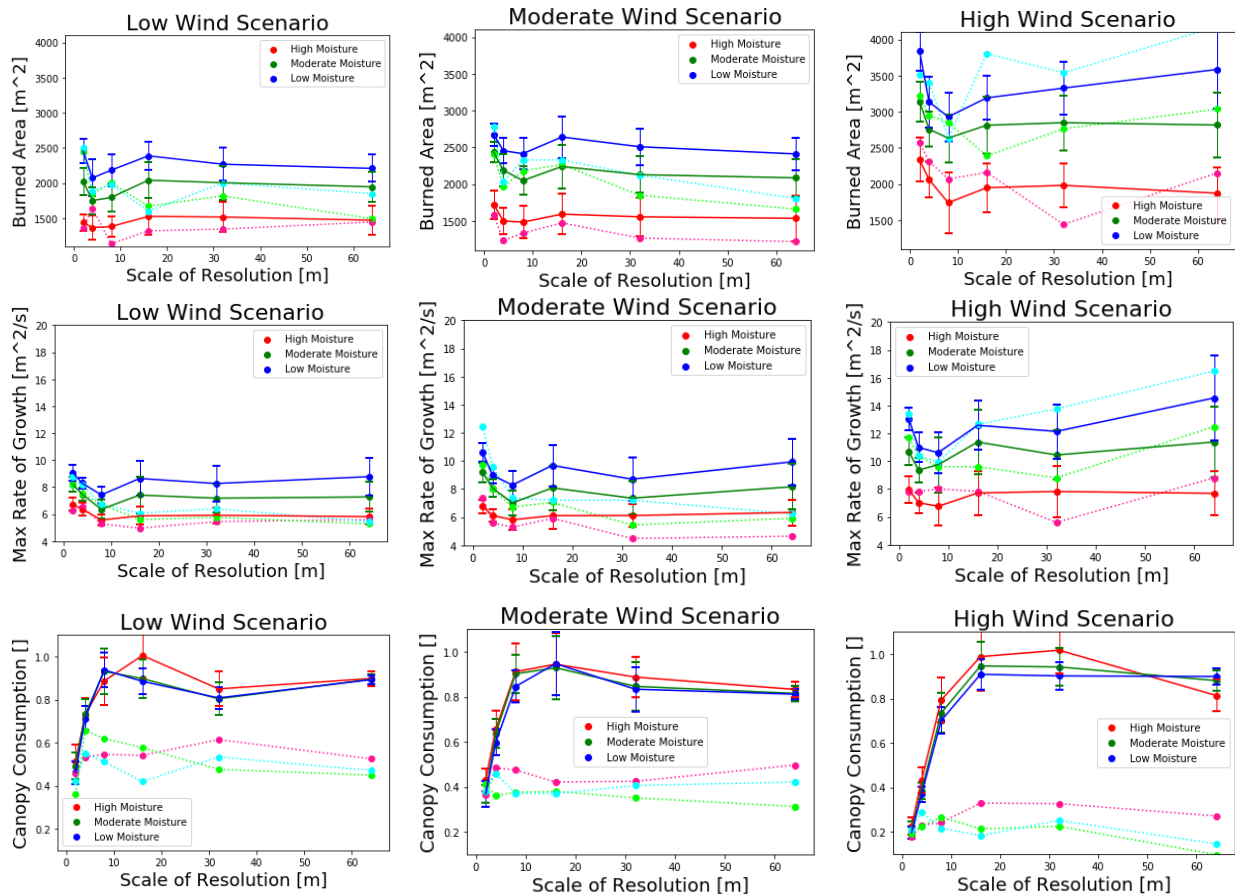 Low Wind Scenario
Burned Area [m^2]
4000
3500
3000
2500
2000
1500
High Moisture
Moderate Moisture
Low Moisture
0 10 20 30 40 50 60
Scale of Resolution [m]
Moderate Wind Scenario
Burned Area [m^2]
4000
3500
3000
2500
2000
1500
High Moisture
Moderate Moisture
Low Moisture
0 10 20 30 40 50 60
Scale of Resolution [m]
High Wind Scenario
Burned Area [m^2]
4000
3500
3000
2500
2000
1500
High Moisture
Moderate Moisture
Low Moisture
0 10 20 30 40 50 60
Scale of Resolution [m]
Low Wind Scenario
Max Rate of Growth [m^2/s]
20
18
16
14
12
10
8
6
4
High Moisture
Moderate Moisture
Low Moisture
0 10 20 30 40 50 60
Scale of Resolution [m]
Moderate Wind Scenario
Max Rate of Growth [m^2/s]
20
18
16
14
12
10
8
6
4
High Moisture
Moderate Moisture
Low Moisture
0 10 20 30 40 50 60
Scale of Resolution [m]
High Wind Scenario
Max Rate of Growth [m^2/s]
20
18
16
14
12
10
8
6
4
High Moisture
Moderate Moisture
Low Moisture
0 10 20 30 40 50 60
Scale of Resolution [m]
Low Wind Scenario
Canopy Consumption []
1.0
0.8
0.6
0.4
0.2
High Moisture
Moderate Moisture
Low Moisture
0 10 20 30 40 50 60
Scale of Resolution [m]
Moderate Wind Scenario
Canopy Consumption []
1.0
0.8
0.6
0.4
0.2
High Moisture
Moderate Moisture
Low Moisture
0 10 20 30 40 50 60
Scale of Resolution [m]
High Wind Scenario
Canopy Consumption []
1.0
0.8
0.6
0.4
0.2
High Moisture
Moderate Moisture
Low Moisture
0 10 20 30 40 50 60
Scale of Resolution [m]